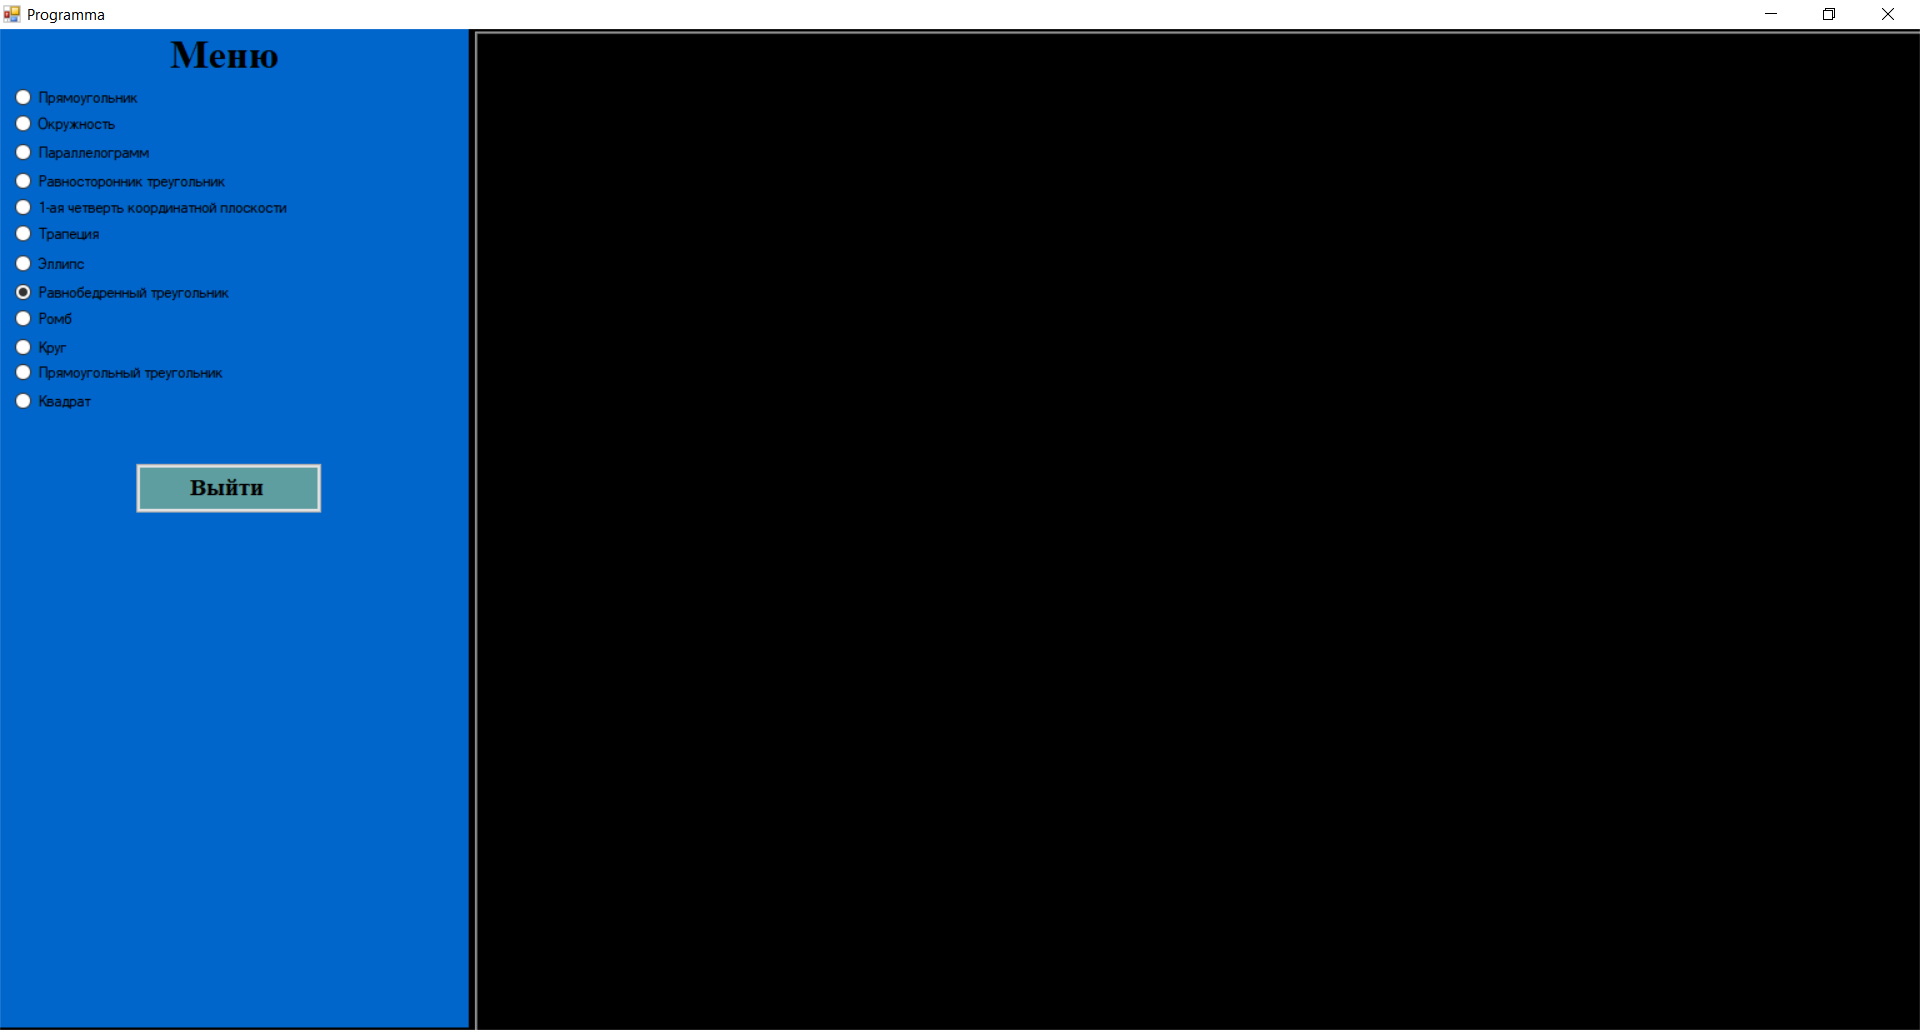 Programma
Меню
Прямоугольник
Окружность
Параллелограмм
Равносторонник треугольник
1-ая четверть координатной плоскости
Трапеция
Эллипс
Равнобедренный треугольник
Ромб
Круг
Прямоугольный треугольник
Квадрат
Выйти